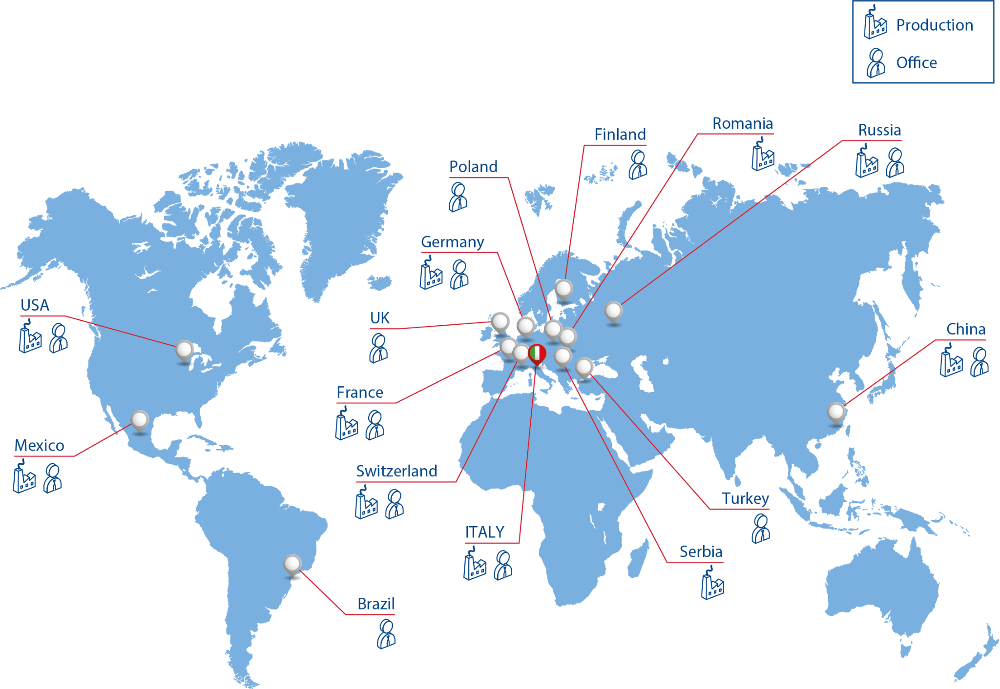 Production
Office
Romania
Russia
Finland
Poland
Germany
USA
UK
China
France
Mexico
Switzerland
Turkey
ITALY
Serbia
Brazil